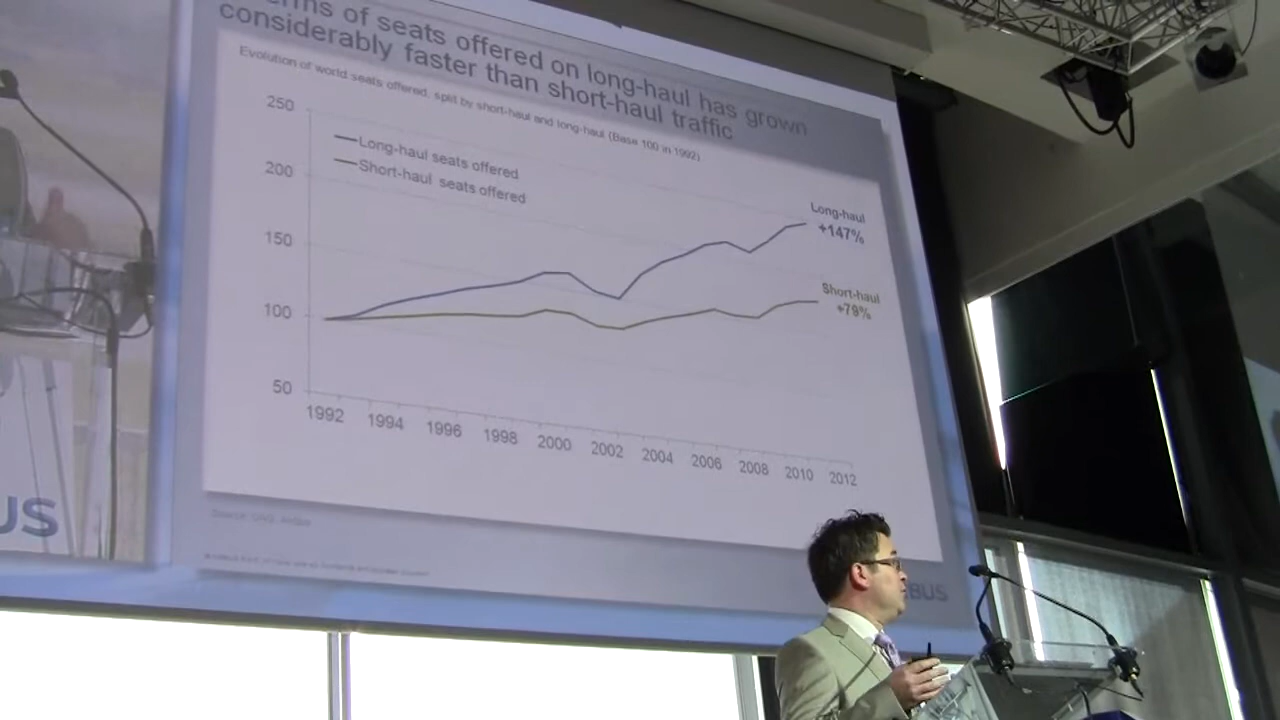 of seats offered on long-haul has grown
considerably faster than short-haul traffic
Evolution of world seats offered, split by short-haul and long-haul (Base 100 in 1992)
250
Long-haul seats offered
Short-haul seats offered
200
Long-haul
+147%
150
Short-haul
+79%
100
50
1992 1994 1996 1998 2000 2002 2004 2006 2008 2010 2012
US
BUS